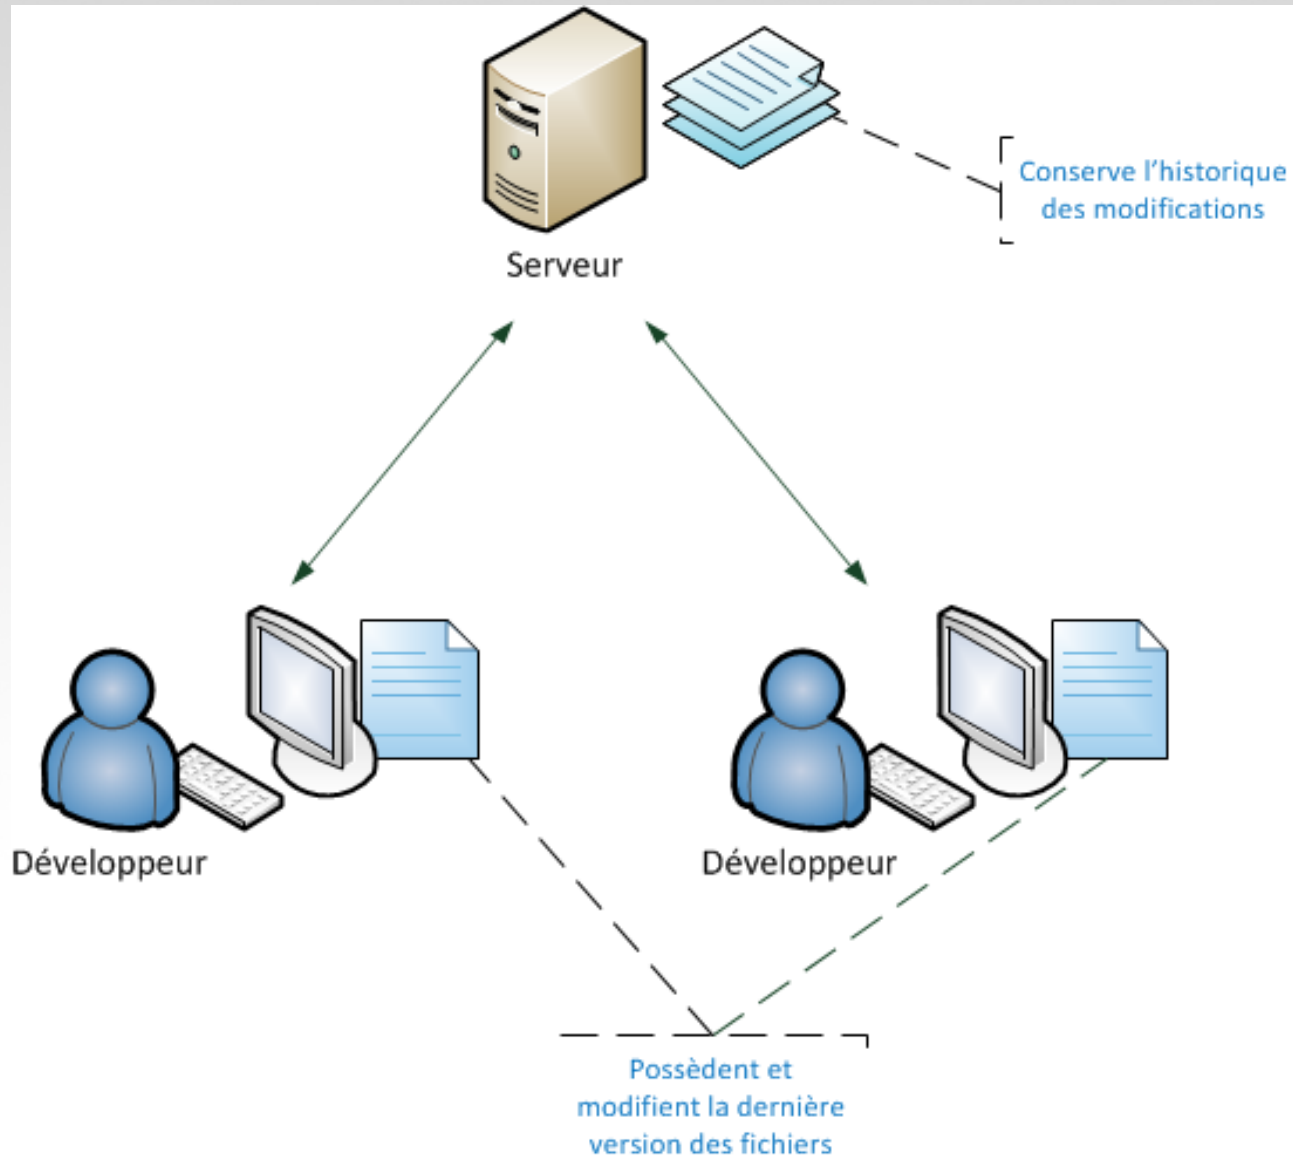 Conserve l'historique
des modifications
Serveur
Développeur
Développeur
Possèdent et
modifient la dernière
version des fichiers